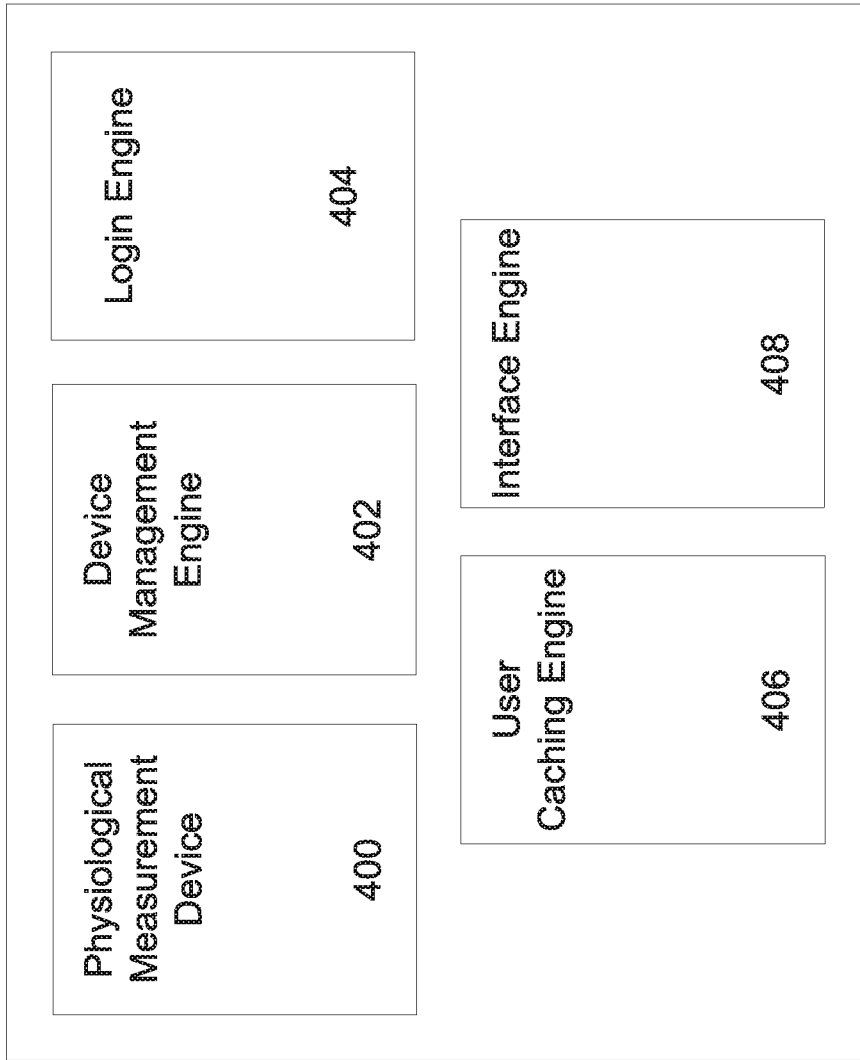 Physiological
Measurement
Device
400
Device
Management
Engine
402
Login Engine
404
User
Caching Engine
406
Interface Engine
408